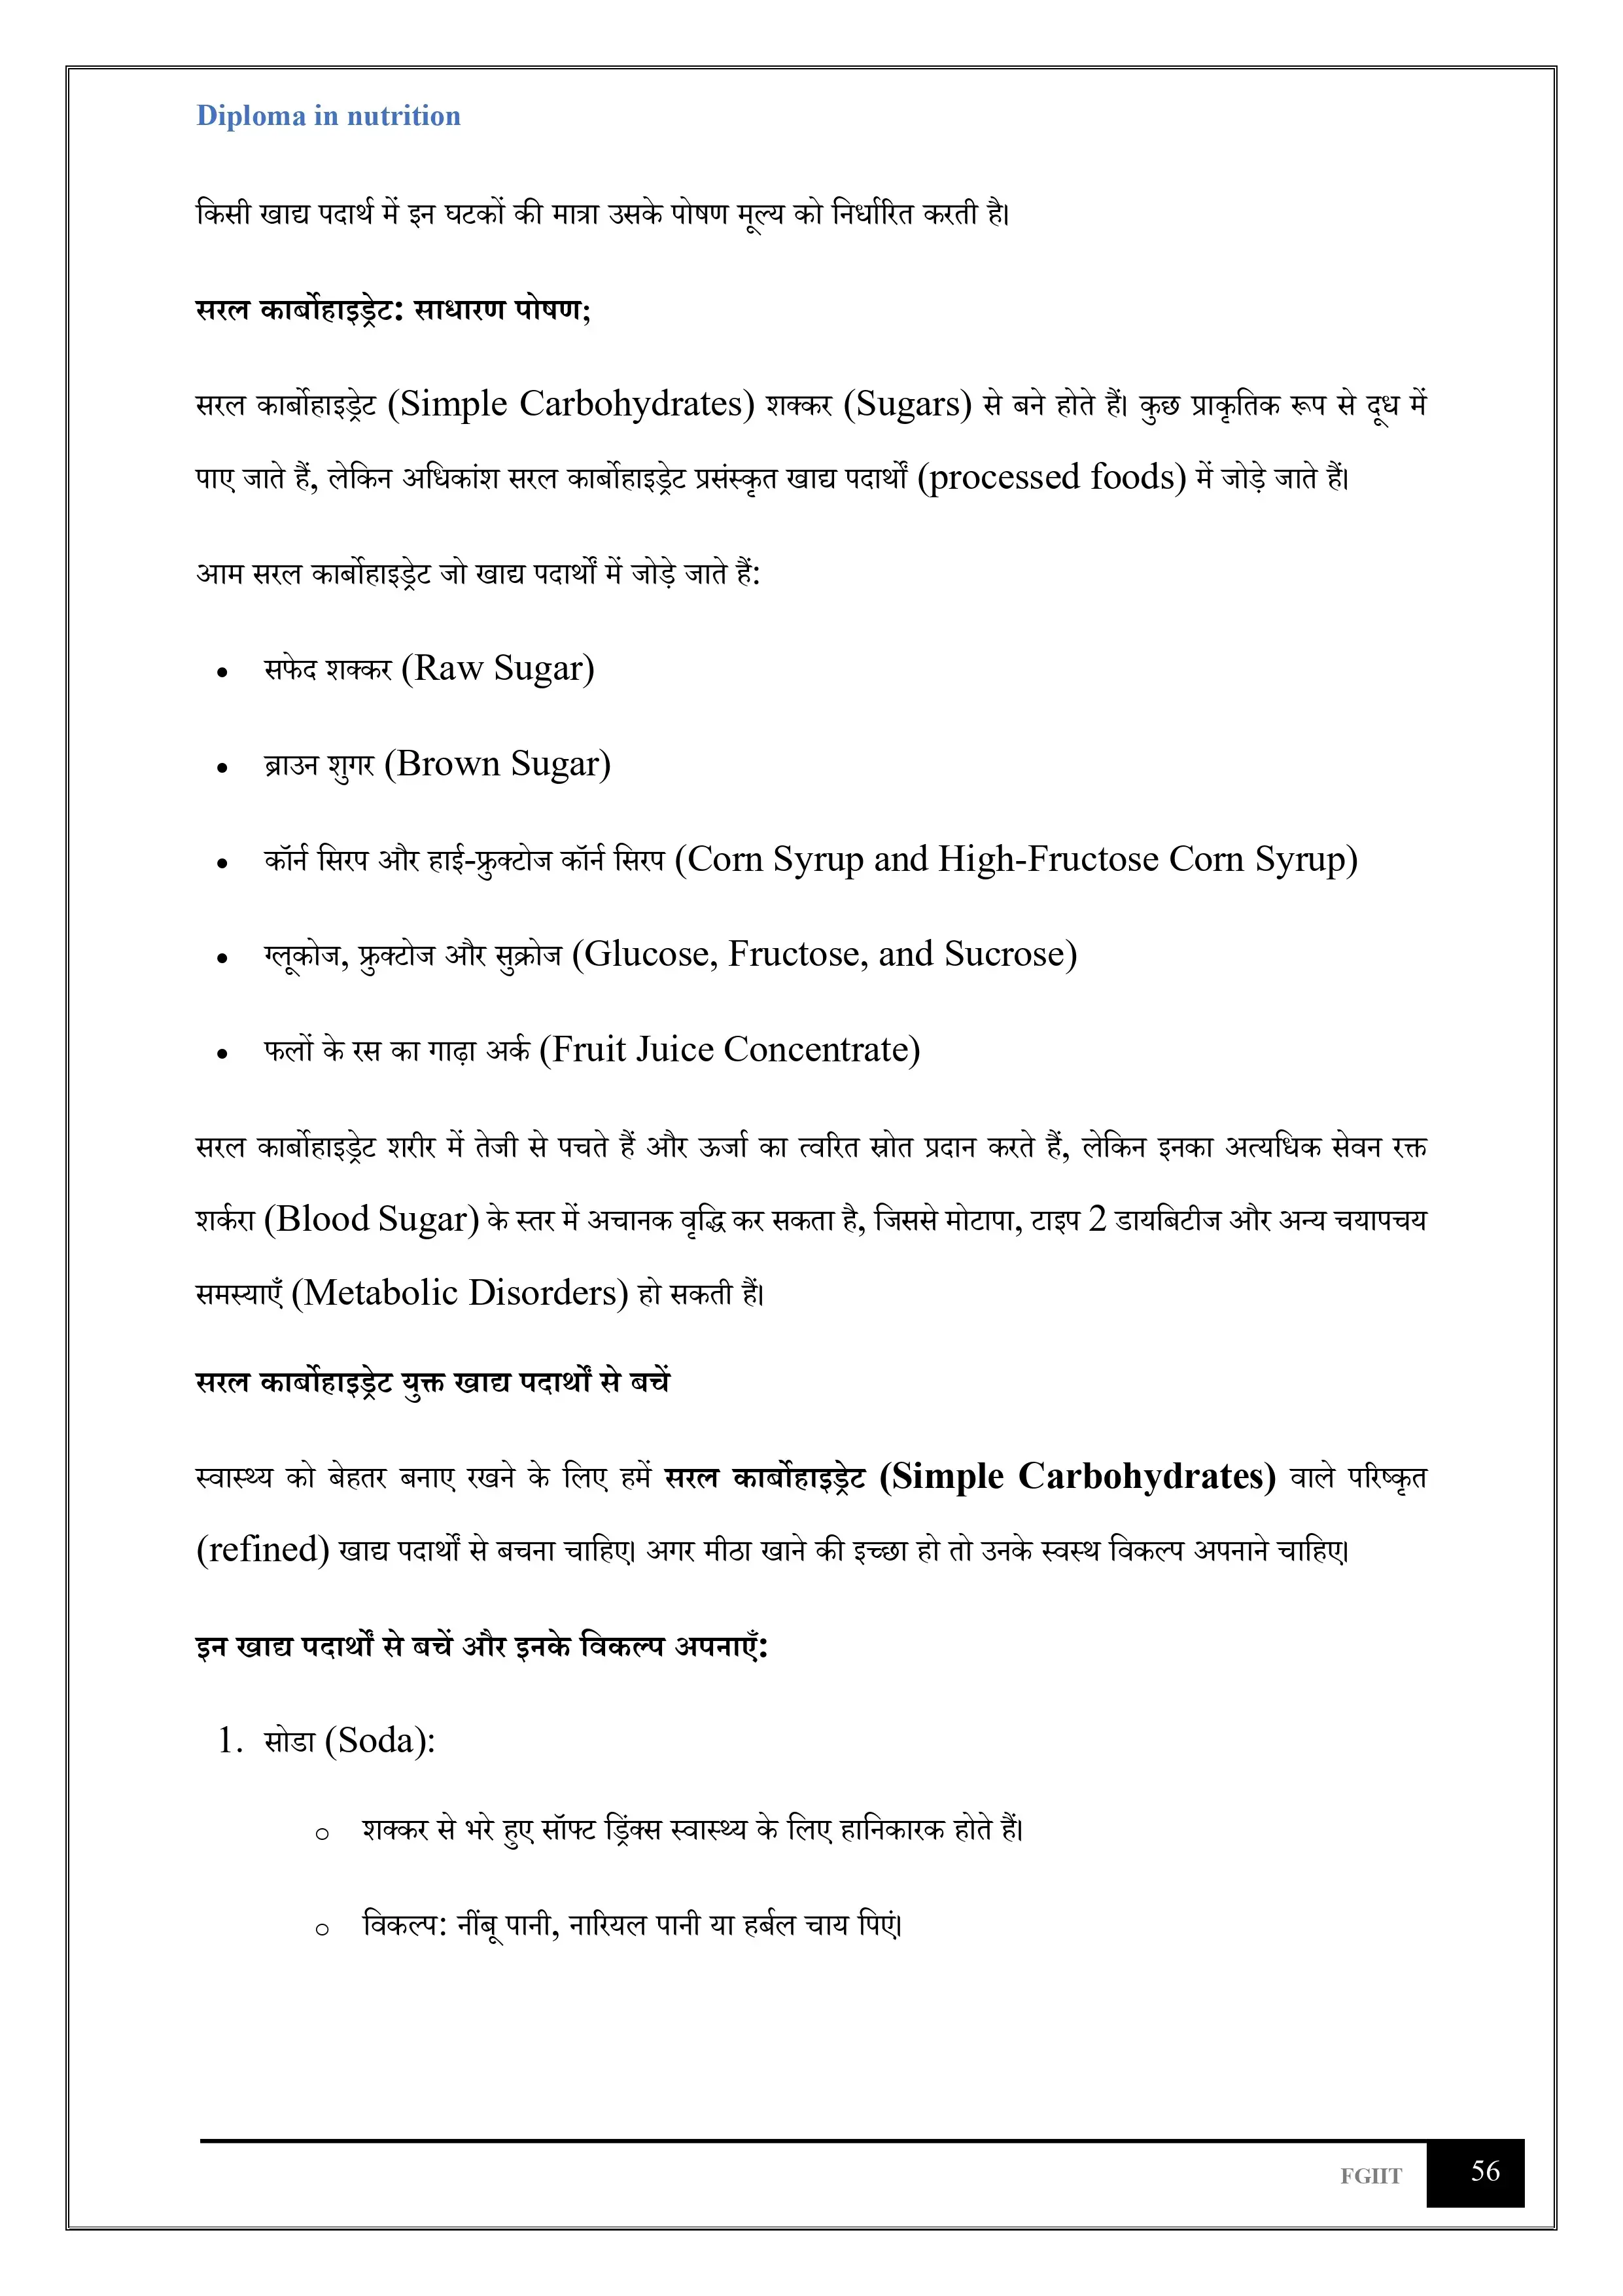 Diploma in nutrition
किसी खाद्य पदार्थ में इन घटकों की मात्रा उसके पोषण मूल्य को निर्धारित करती है।
सरल कार्बोहाइड्रेट: साधारण पोषण;
सरल कार्बोहाइड्रेट (Simple Carbohydrates) शक्कर (Sugars) से बने होते हैं। कुछ प्राकृतिक रूप से दूध में
पाए जाते हैं, लेकिन अधिकांश सरल कार्बोहाइड्रेट प्रसंस्कृत खाद्य पदार्थों (processed foods) में जोड़े जाते हैं।
आम सरल कार्बोहाइड्रेट जो खाद्य पदार्थों में जोड़े जाते हैं:
• सफेद शक्कर (Raw Sugar)
• ब्राउन शुगर (Brown Sugar)
• कॉर्न सिरप और हाई-फ्रुक्टोज कॉर्न सिरप (Corn Syrup and High-Fructose Corn Syrup)
• ग्लूकोज, फ्रुक्टोज और सुक्रोज (Glucose, Fructose, and Sucrose)
• फलों के रस का गाढ़ा अर्क (Fruit Juice Concentrate)
सरल कार्बोहाइड्रेट शरीर में तेजी से पचते हैं और ऊर्जा का त्वरित स्रोत प्रदान करते हैं, लेकिन इनका अत्यधिक सेवन रक्त
शर्करा (Blood Sugar) के स्तर में अचानक वृद्धि कर सकता है, जिससे मोटापा, टाइप 2 डायबिटीज और अन्य चयापचय
समस्याएँ (Metabolic Disorders) हो सकती हैं।
सरल कार्बोहाइड्रेट युक्त खाद्य पदार्थों से बचें
स्वास्थ्य को बेहतर बनाए रखने के लिए हमें सरल कार्बोहाइड्रेट (Simple Carbohydrates) वाले परिष्कृत
(refined) खाद्य पदार्थों से बचना चाहिए। अगर मीठा खाने की इच्छा हो तो उनके स्वस्थ विकल्प अपनाने चाहिए।
इन खाद्य पदार्थों से बचें और इनके विकल्प अपनाएँ:
1. सोडा (Soda):
o शक्कर से भरे हुए सॉफ्ट ड्रिंक्स स्वास्थ्य के लिए हानिकारक होते हैं।
o विकल्प: नींबू पानी, नारियल पानी या हर्बल चाय पिएं।
FGIIT 56